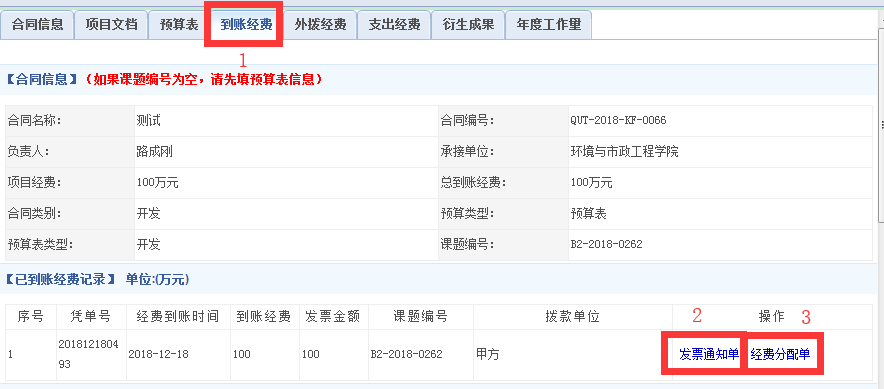 合同信息 项目文档 预算表 到账经费 外拨经费 支出经费 衍生成果 年度工作量
1
【合同信息】（如果课题编号为空，请先填预算表信息）
合同名称： 测试 合同编号： QUT-2018-KF-0066
负责人： 路成刚 承接单位： 环境与市政工程学院
项目经费： 100万元 总到账经费： 100万元
合同类别： 开发 预算类型： 预算表
预算表类型： 开发 课题编号： B2-2018-0262
【已到账经费记录】 单位:(万元)
序号 凭单号 经费到账时间 到账经费 发票金额 课题编号 拨款单位 2 操作 3
1 2018121804
93 2018-12-18 100 100 B2-2018-0262 甲方 发票通知单 经费分配单